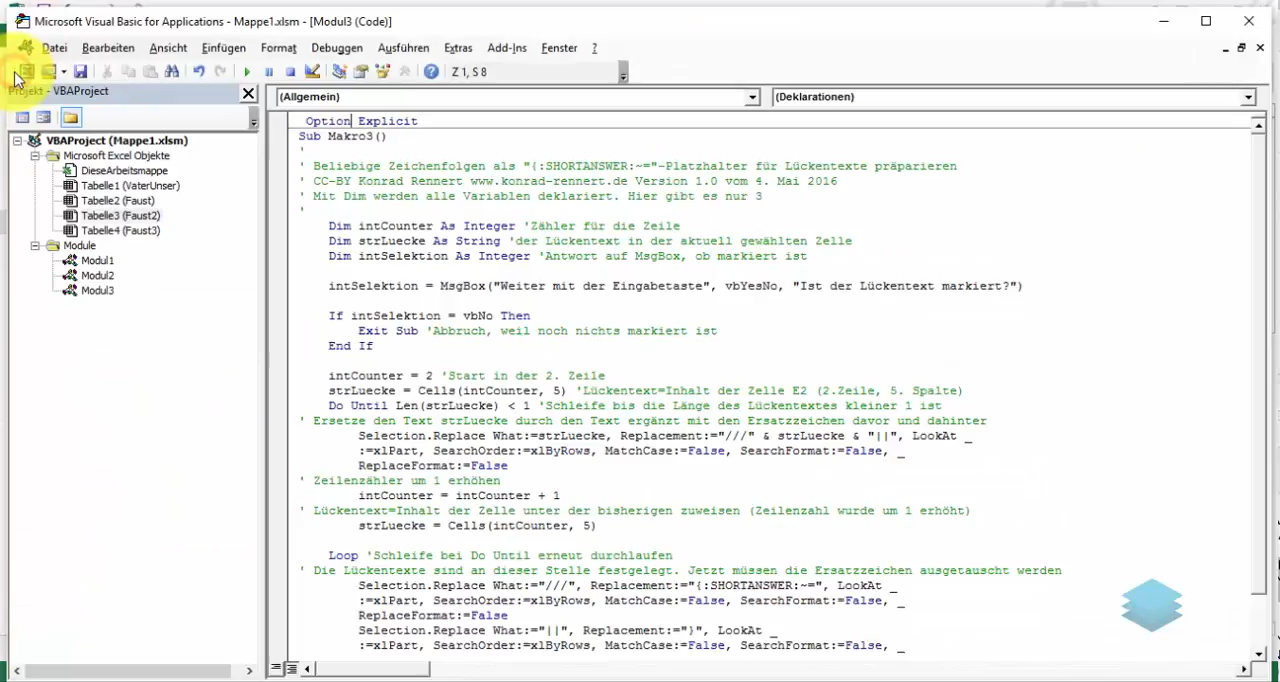 Microsoft Visual Basic for Applications - Mappe1.xlsm - [Modul3 (Code)]
Datei Bearbeiten Ansicht Einfügen Format Debuggen Ausführen Extras Add-Ins Fenster ?
Z 1, S 8
Projekt - VBAProject
(Allgemein)
(Deklarationen)
VBAProject (Mappe1.xlsm)
Microsoft Excel Objekte
DieseArbeitsmappe
Tabelle1 (VaterUnser)
Tabelle2 (Faust)
Tabelle3 (Faust2)
Tabelle4 (Faust3)
Module
Modul1
Modul2
Modul3
Option Explicit
Sub Makro3()
'
' Beliebige Zeichenfolgen als "{:SHORTANSWER:~="-Platzhalter für Lückentexte präparieren
' CC-BY Konrad Rennert www.konrad-rennert.de Version 1.0 vom 4. Mai 2016
' Mit Dim werden alle Variablen deklariert. Hier gibt es nur 3
'
Dim intCounter As Integer 'Zähler für die Zeile
Dim strLuecke As String 'der Lückentext in der aktuell gewählten Zelle
Dim intSelektion As Integer 'Antwort auf MsgBox, ob markiert ist
intSelektion = MsgBox("Weiter mit der Eingabetaste", vbYesNo, "Ist der Lückentext markiert?")
If intSelektion = vbNo Then
Exit Sub 'Abbruch, weil noch nichts markiert ist
End If
intCounter = 2 'Start in der 2. Zeile
strLuecke = Cells(intCounter, 5) 'Lückentext=Inhalt der Zelle E2 (2.Zeile, 5. Spalte)
Do Until Len(strLuecke) < 1 'Schleife bis die Länge des Lückentextes kleiner 1 ist
' Ersetze den Text strLuecke durch den Text ergänzt mit den Ersatzzeichen davor und dahinter
Selection.Replace What:=strLuecke, Replacement:="///" & strLuecke & "||", LookAt _
:=xlPart, SearchOrder:=xlByRows, MatchCase:=False, SearchFormat:=False, _
ReplaceFormat:=False
' Zeilenzähler um 1 erhöhen
intCounter = intCounter + 1
' Lückentext=Inhalt der Zelle unter der bisherigen zuweisen (Zeilenzahl wurde um 1 erhöht)
strLuecke = Cells(intCounter, 5)
Loop 'Schleife bei Do Until erneut durchlaufen
' Die Lückentexte sind an dieser Stelle festgelegt. Jetzt müssen die Ersatzzeichen ausgetauscht werden
Selection.Replace What:="///", Replacement:="{:SHORTANSWER:~=", LookAt _
:=xlPart, SearchOrder:=xlByRows, MatchCase:=False, SearchFormat:=False, _
ReplaceFormat:=False
Selection.Replace What:="||", Replacement:="}", LookAt _
:=xlPart, SearchOrder:=xlByRows, MatchCase:=False, SearchFormat:=False, _